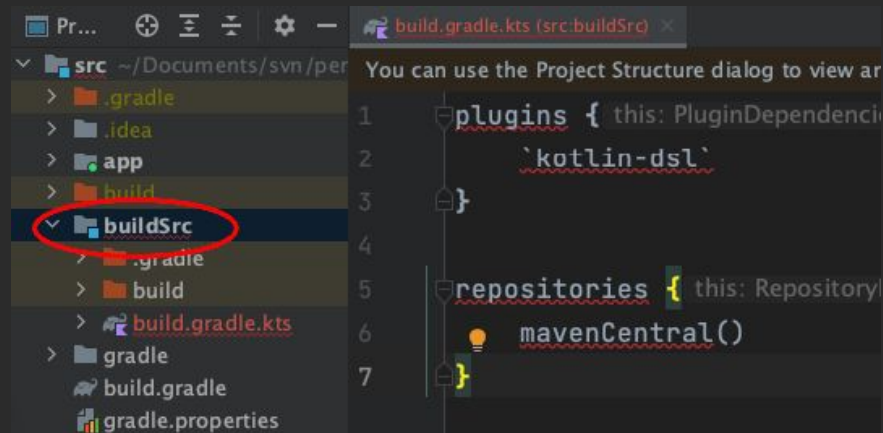 Pr...
src ~/Documents/svn/per
.gradle
.idea
app
build
buildSrc
.gradle
build
build.gradle.kts
gradle
build.gradle
gradle.properties
build.gradle.kts (src:buildSrc)
You can use the Project Structure dialog to view ar
1 plugins { this: PluginDependenci
2 `kotlin-dsl`
3 }
4
5 repositories { this: Repository
6 mavenCentral()
7 }